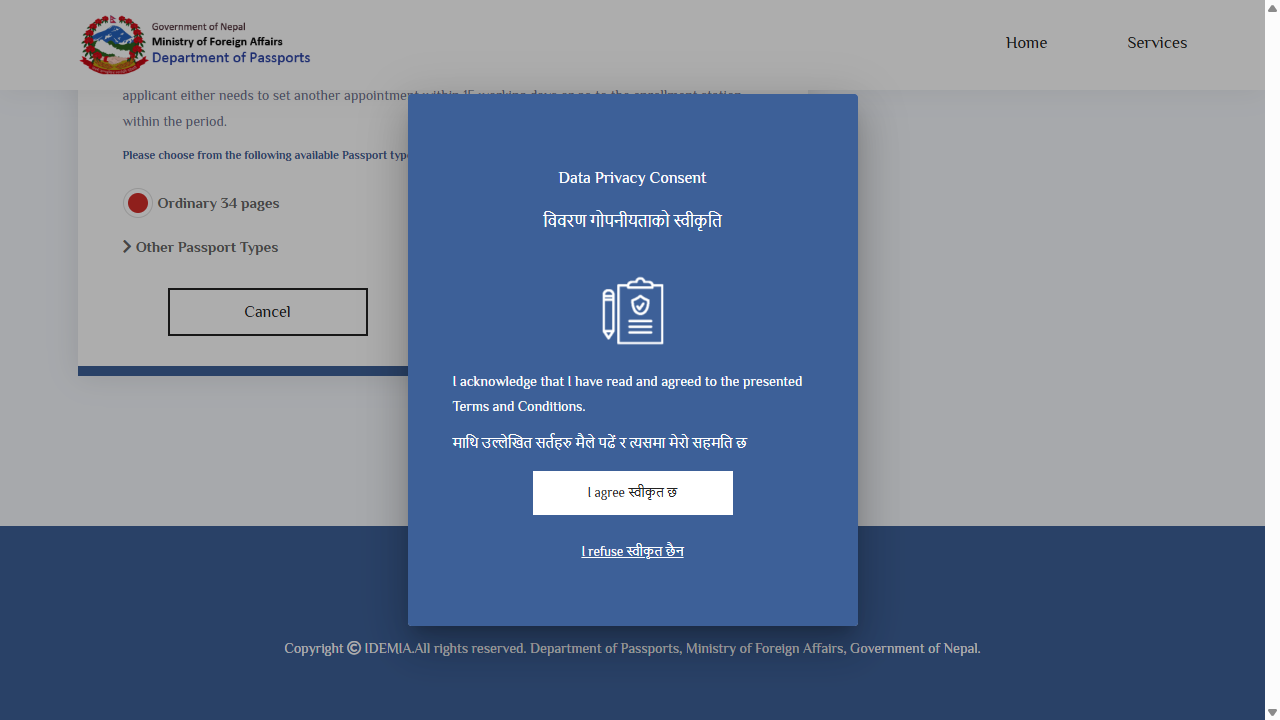 Government of Nepal
Ministry of Foreign Affairs
Department of Passports
Home
Services
applicant either needs to set another appointment within 15 working days or go to the enrollment station
within the period.
Please choose from the following available Passport type
Ordinary 34 pages
Other Passport Types
Cancel
Data Privacy Consent
विवरण गोपनीयताको स्वीकृति
I acknowledge that I have read and agreed to the presented
Terms and Conditions.
माथि उल्लेखित सर्तहरु मैले पढें र त्यसमा मेरो सहमति छ
I agree स्वीकृत छ
I refuse स्वीकृत छैन
Copyright © IDEMIA.All rights reserved. Department of Passports, Ministry of Foreign Affairs, Government of Nepal.